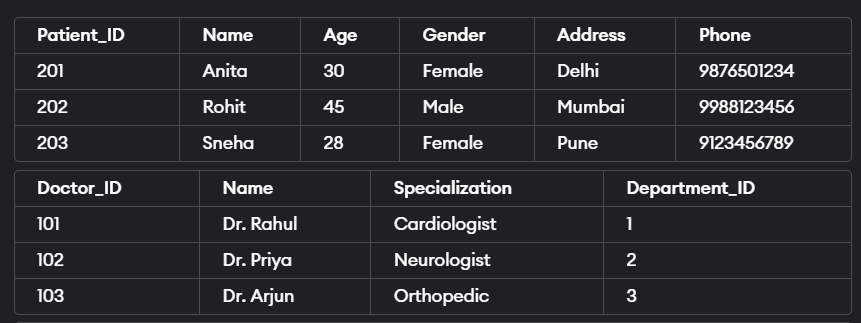 Patient_ID Name Age Gender Address Phone
201 Anita 30 Female Delhi 9876501234
202 Rohit 45 Male Mumbai 9988123456
203 Sneha 28 Female Pune 9123456789
Doctor_ID Name Specialization Department_ID
101 Dr. Rahul Cardiologist 1
102 Dr. Priya Neurologist 2
103 Dr. Arjun Orthopedic 3